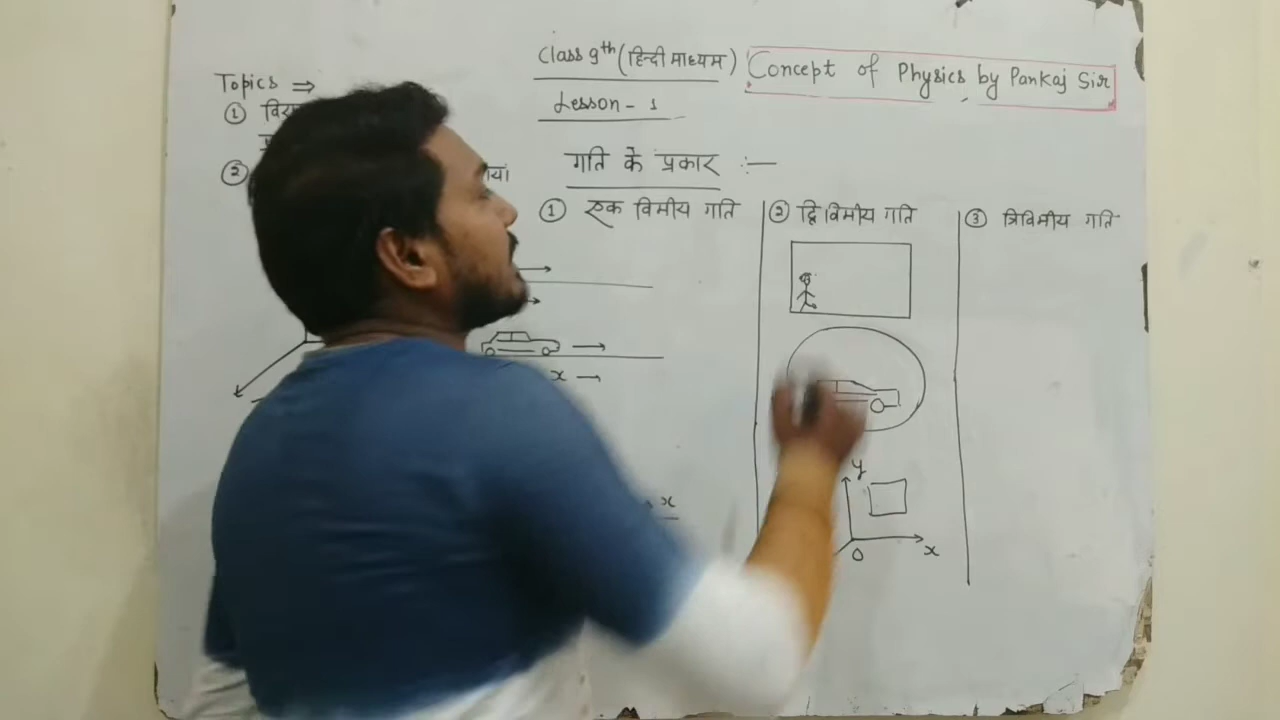 Class 9th (हिन्दी माध्यम) Concept of Physics by Pankaj Sir
Topics ⇒
Lesson - 1
①
②
गति के प्रकार :—
① एक विमीय गति
② द्वि विमीय गति
③ त्रिविमीय गति
x →
y
x
O
x